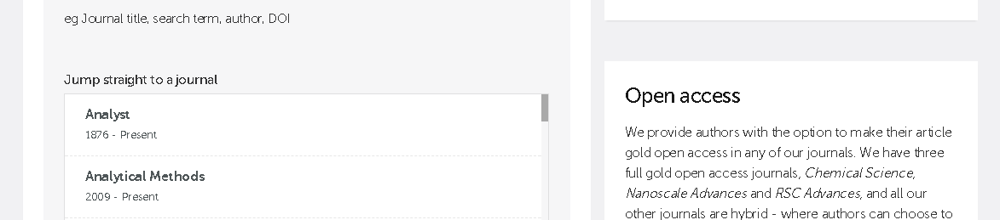 eg Journal title, search term, author, DOI
Jump straight to a journal
Analyst
1876 - Present
Analytical Methods
2009 - Present
Open access
We provide authors with the option to make their article
gold open access in any of our journals. We have three
full gold open access journals, Chemical Science,
Nanoscale Advances and RSC Advances, and all our
other journals are hybrid - where authors can choose to